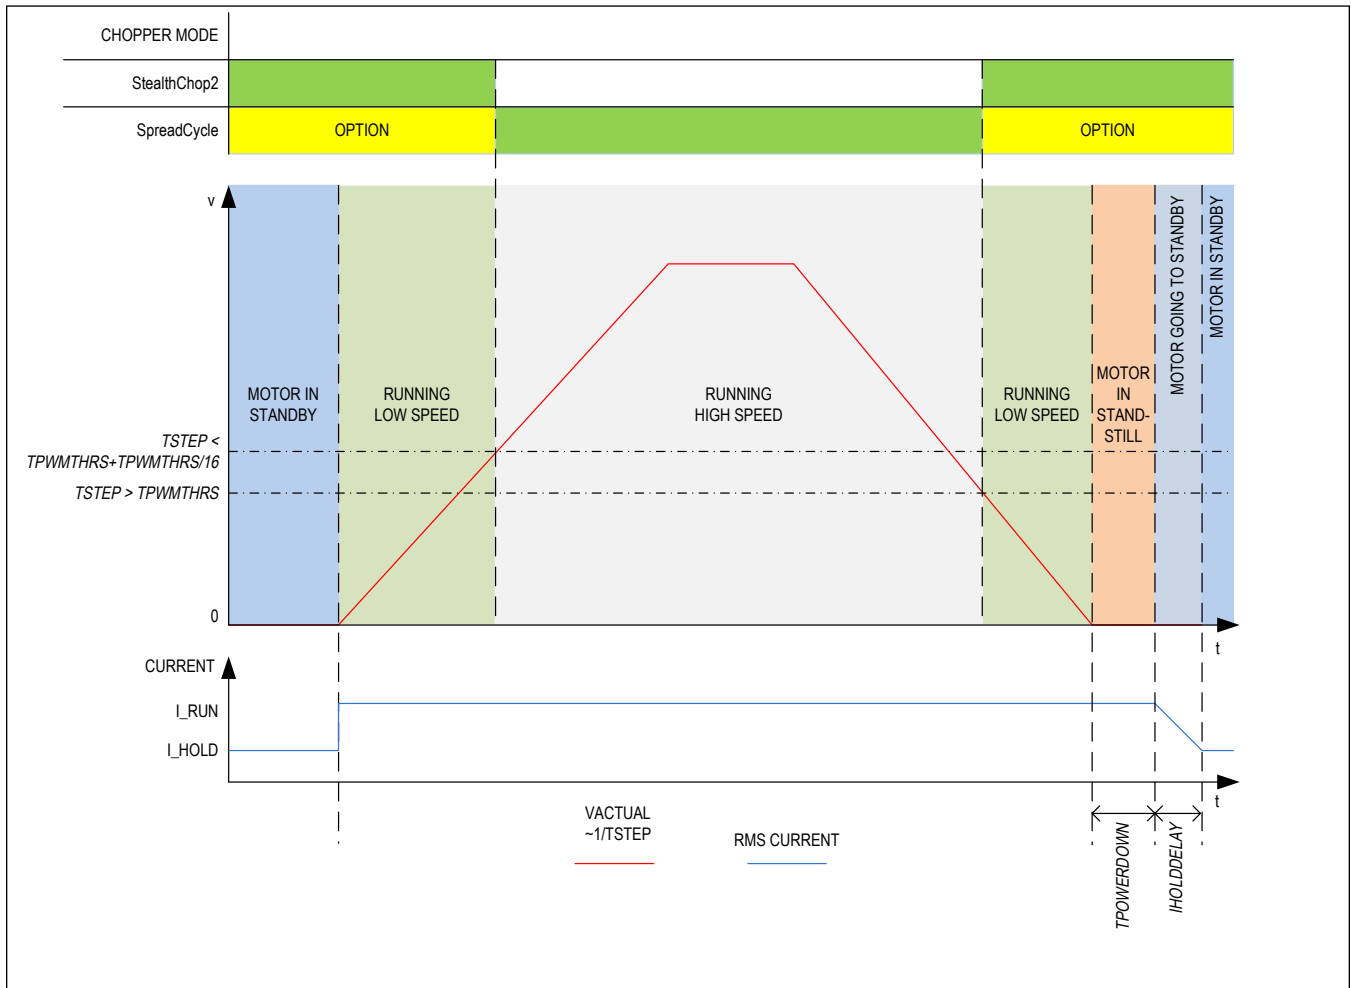 CHOPPER MODE
StealthChop2
SpreadCycle
OPTION
OPTION
v
MOTOR IN
STANDBY
RUNNING
LOW SPEED
RUNNING
HIGH SPEED
RUNNING
LOW SPEED
MOTOR
IN
STAND-
STILL
MOTOR GOING TO STANDBY
MOTOR IN STANDBY
TSTEP <
TPWMTHRS+TPWMTHRS/16
TSTEP > TPWMTHRS
0
t
CURRENT
I_RUN
I_HOLD
t
VACTUAL
~1/TSTEP
RMS CURRENT
TPOWERDOWN
IHOLDDELAY